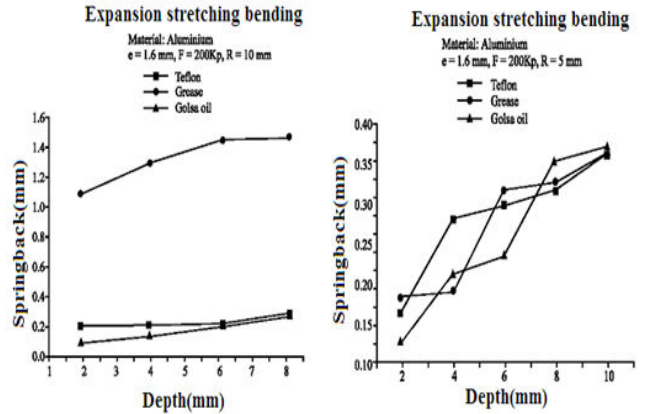 Expansion stretching bending
Material: Aluminium
e = 1.6 mm, F = 200Kp, R = 10 mm
Teflon
Grease
Golsa oil
1.6
1.4
1.2
1.0
0.8
0.6
0.4
0.2
0.0
Springback(mm)
1 2 3 4 5 6 7 8
Depth(mm)
Expansion stretching bending
Material: Aluminium
e = 1.6 mm, F = 200Kp, R = 5 mm
Teflon
Grease
Golsa oil
0.40
0.35
0.30
0.25
0.20
0.15
0.10
Springback(mm)
2 4 6 8 10
Depth(mm)